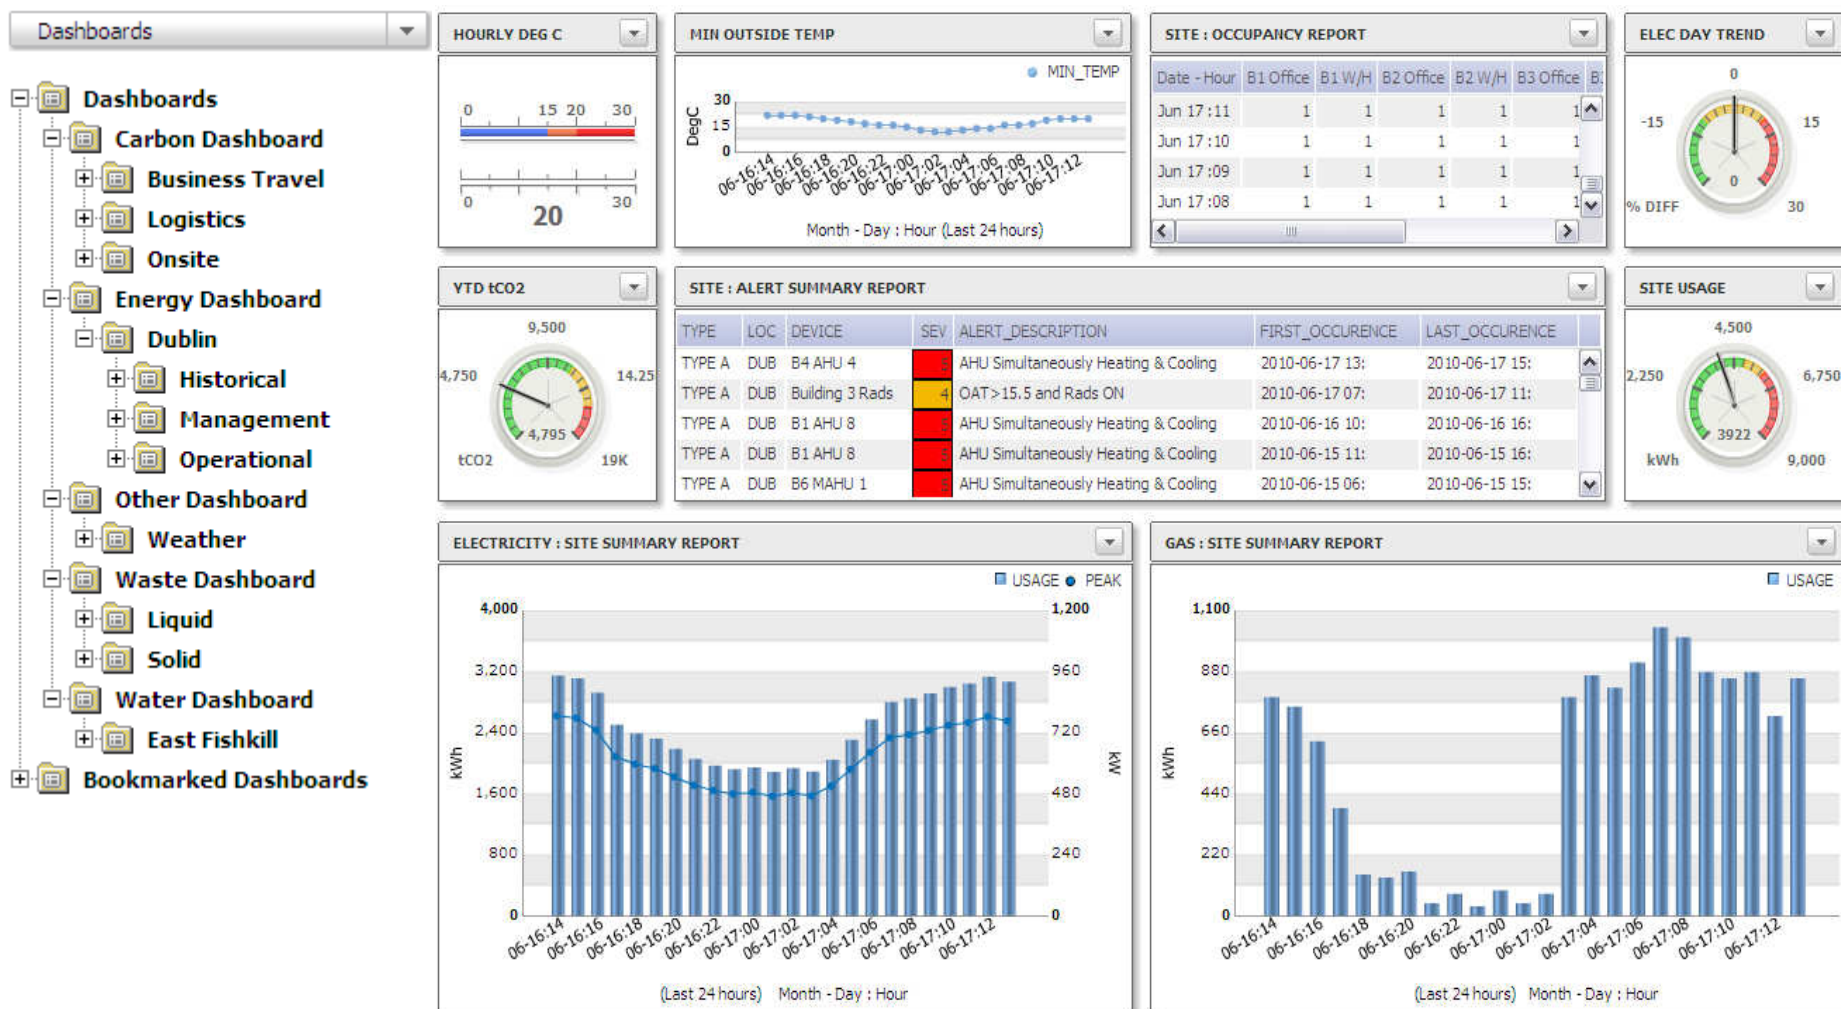 Dashboards
Dashboards
Carbon Dashboard
Business Travel
Logistics
Onsite
Energy Dashboard
Dublin
Historical
Management
Operational
Other Dashboard
Weather
Waste Dashboard
Liquid
Solid
Water Dashboard
East Fishkill
Bookmarked Dashboards
HOURLY DEG C
0 15 20 30
0 30
20
MIN OUTSIDE TEMP
MIN_TEMP
30
15
0
DegC
06-16:14 06-16:16 06-16:18 06-16:20 06-16:22 06-17:00 06-17:02 06-17:04 06-17:06 06-17:08 06-17:10 06-17:12
Month - Day : Hour (Last 24 hours)
SITE : OCCUPANCY REPORT
Date - Hour B1 Office B1 W/H B2 Office B2 W/H B3 Office
Jun 17 :11 1 1 1 1 1
Jun 17 :10 1 1 1 1 1
Jun 17 :09 1 1 1 1 1
Jun 17 :08 1 1 1 1 1
ELEC DAY TREND
0
-15 15
0
% DIFF 30
YTD tCO2
9,500
4,750 14.25
4,795
tCO2 19K
SITE : ALERT SUMMARY REPORT
TYPE LOC DEVICE SEV ALERT_DESCRIPTION FIRST_OCCURENCE LAST_OCCURENCE
TYPE A DUB B4 AHU 4 AHU Simultaneously Heating & Cooling 2010-06-17 13: 2010-06-17 15:
TYPE A DUB Building 3 Rads 4 OAT>15.5 and Rads ON 2010-06-17 07: 2010-06-17 11:
TYPE A DUB B1 AHU 8 AHU Simultaneously Heating & Cooling 2010-06-16 10: 2010-06-16 16:
TYPE A DUB B1 AHU 8 AHU Simultaneously Heating & Cooling 2010-06-15 11: 2010-06-15 16:
TYPE A DUB B6 MAHU 1 AHU Simultaneously Heating & Cooling 2010-06-15 06: 2010-06-15 15:
SITE USAGE
4,500
2,250 6,750
3922
kWh 9,000
ELECTRICITY : SITE SUMMARY REPORT
USAGE PEAK
4,000 1,200
3,200 960
2,400 720
kWh kW
1,600 480
800 240
0 0
06-16:14 06-16:16 06-16:18 06-16:20 06-16:22 06-17:00 06-17:02 06-17:04 06-17:06 06-17:08 06-17:10 06-17:12
(Last 24 hours) Month - Day : Hour
GAS : SITE SUMMARY REPORT
USAGE
1,100
880
660
kWh
440
220
0
06-16:14 06-16:16 06-16:18 06-16:20 06-16:22 06-17:00 06-17:02 06-17:04 06-17:06 06-17:08 06-17:10 06-17:12
(Last 24 hours) Month - Day : Hour